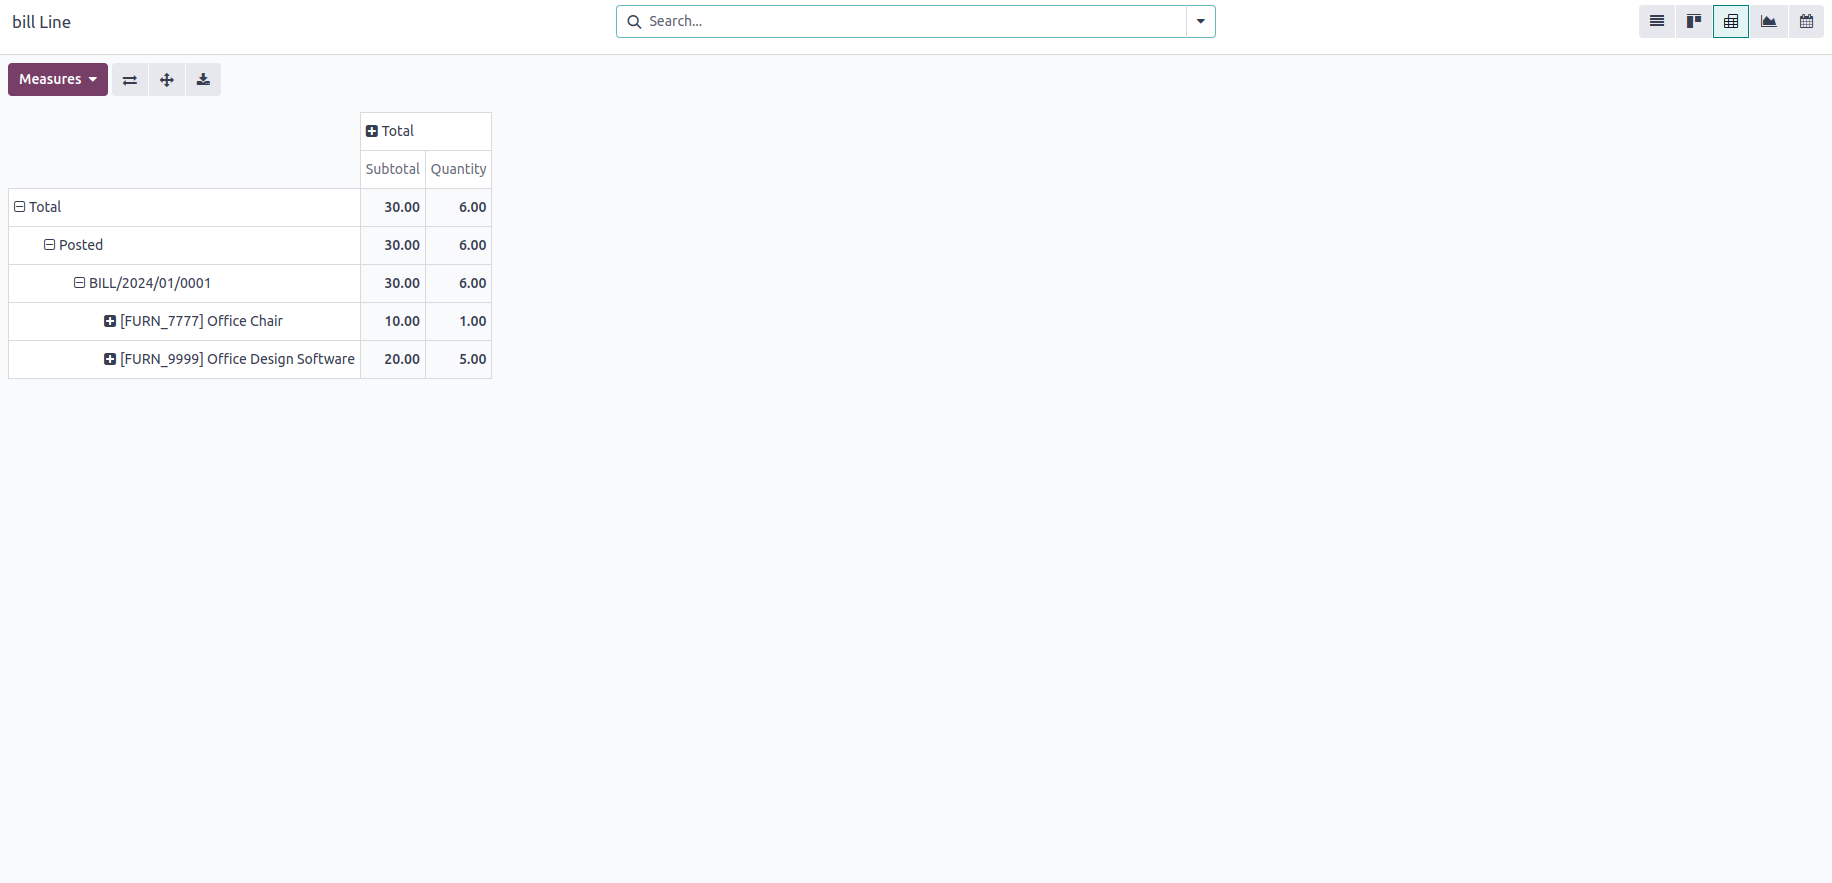 bill Line
Search...
Measures
Total
Subtotal Quantity
Total 30.00 6.00
Posted 30.00 6.00
BILL/2024/01/0001 30.00 6.00
[FURN_7777] Office Chair 10.00 1.00
[FURN_9999] Office Design Software 20.00 5.00